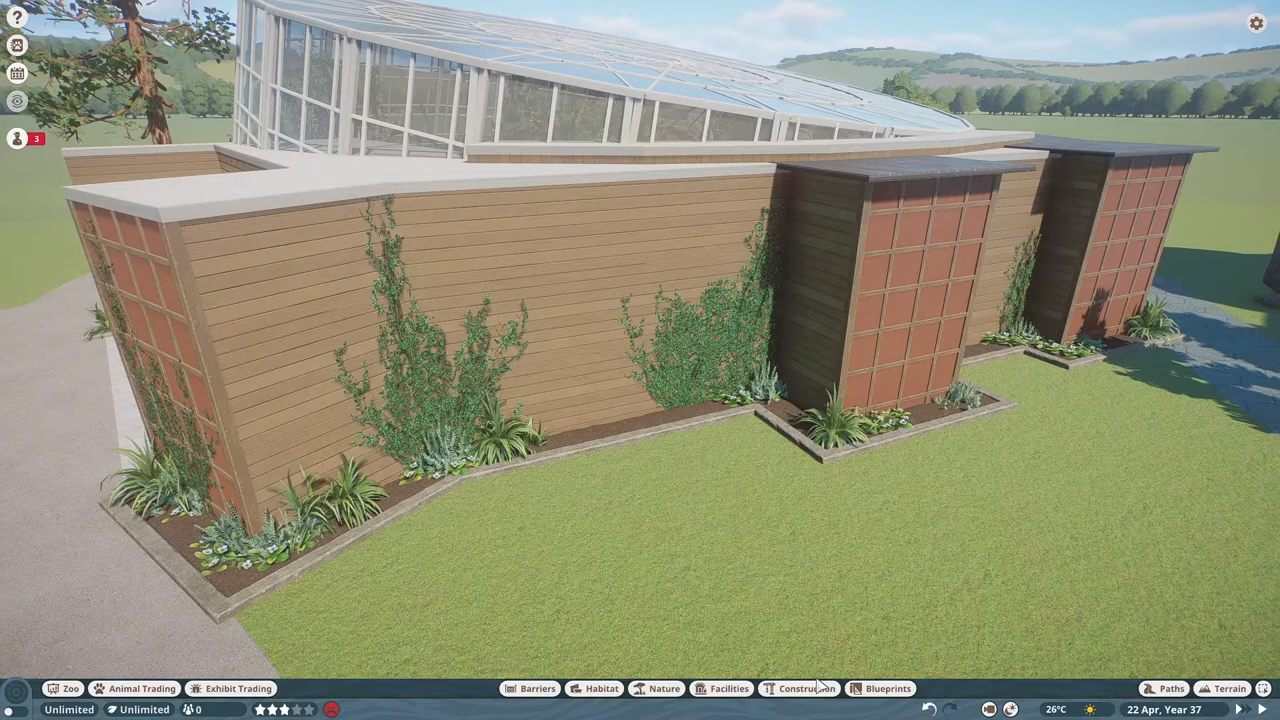 ?
3
Zoo
Animal Trading
Exhibit Trading
Barriers
Habitat
Nature
Facilities
Construction
Blueprints
Paths
Terrain
Unlimited
Unlimited
0
26°C
22 Apr, Year 37